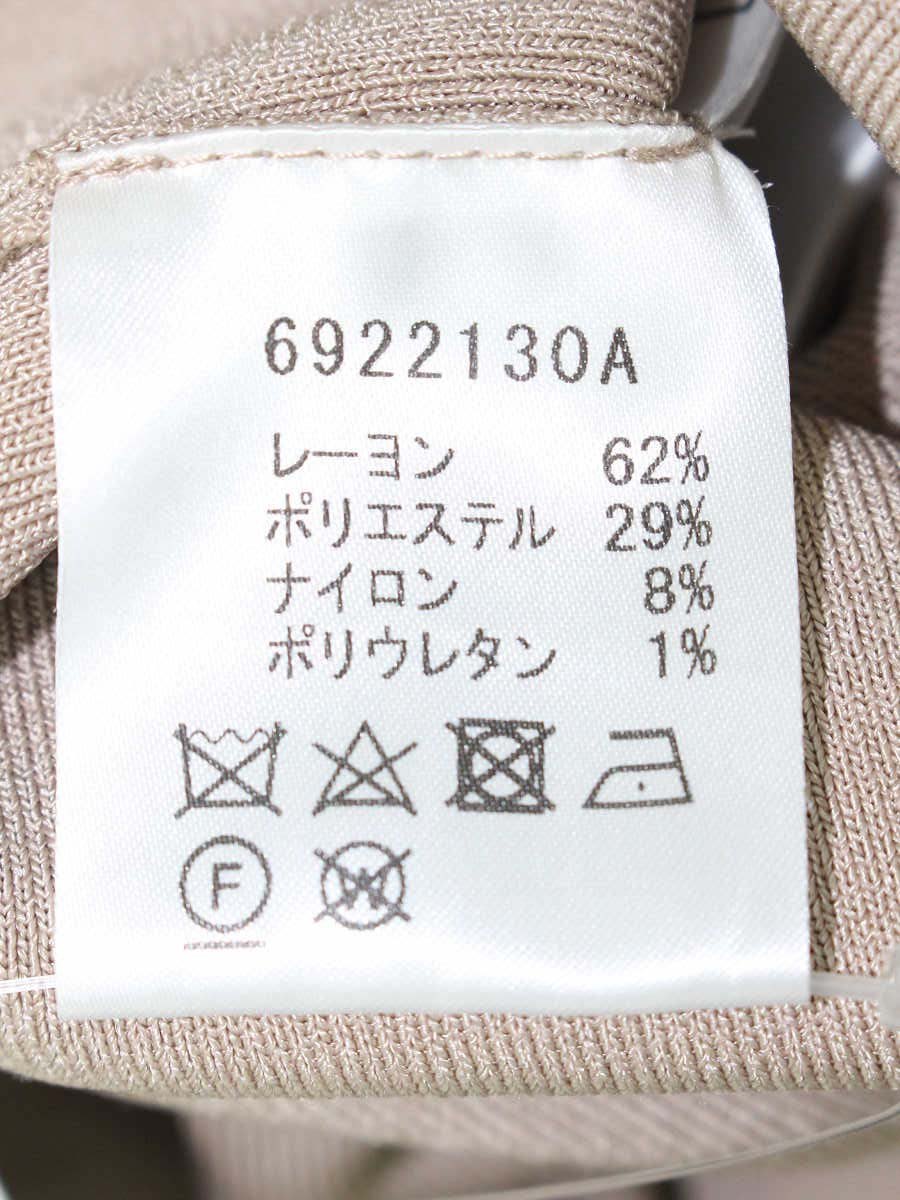 6922130A
レーヨン 62%
ポリエステル 29%
ナイロン 8%
ポリウレタン 1%
F W